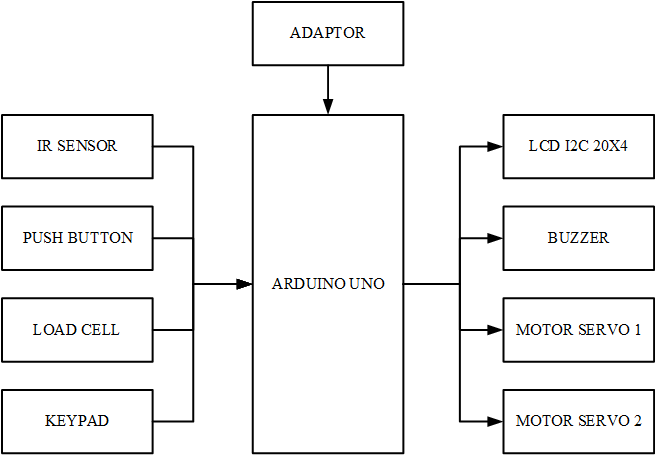 ADAPTOR
IR SENSOR
PUSH BUTTON
LOAD CELL
KEYPAD
ARDUINO UNO
LCD I2C 20X4
BUZZER
MOTOR SERVO 1
MOTOR SERVO 2